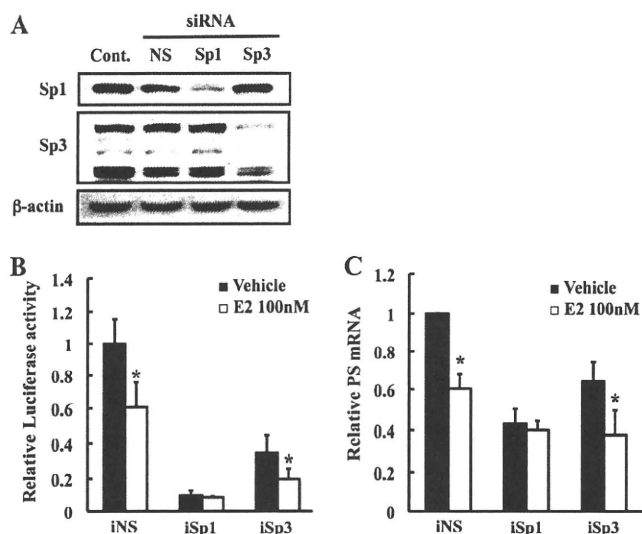 A
siRNA
Cont. NS Sp1 Sp3
Sp1
Sp3
β-actin
B
Relative Luciferase activity
1.4
1.2
1
0.8
0.6
0.4
0.2
0
Vehicle
E2 100nM
*
*
iNS iSp1 iSp3
C
Relative PS mRNA
1.2
1
0.8
0.6
0.4
0.2
0
Vehicle
E2 100nM
*
*
iNS iSp1 iSp3